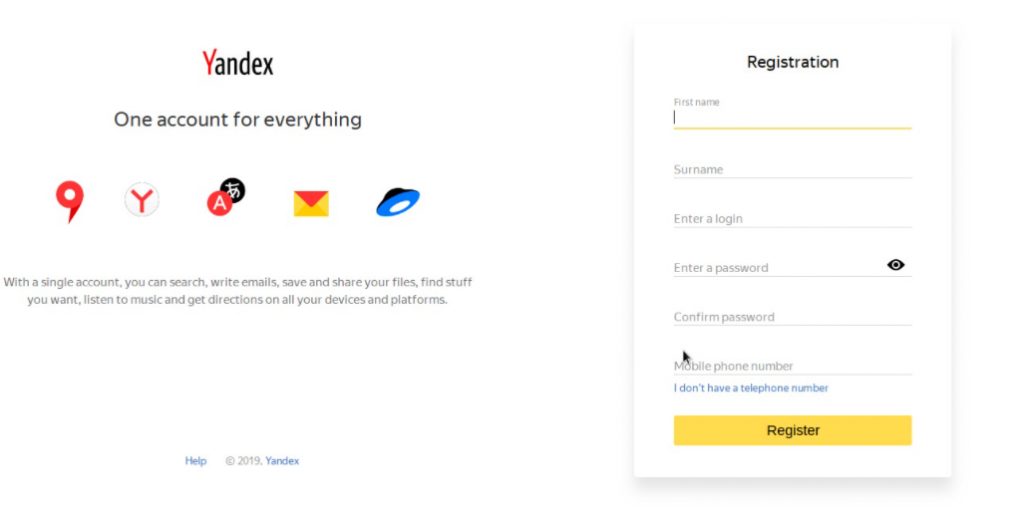 Yandex
One account for everything
A あ
With a single account, you can search, write emails, save and share your files, find stuff
you want, listen to music and get directions on all your devices and platforms.
Help © 2019, Yandex
Registration
First name
Surname
Enter a login
Enter a password
Confirm password
Mobile phone number
I don't have a telephone number
Register